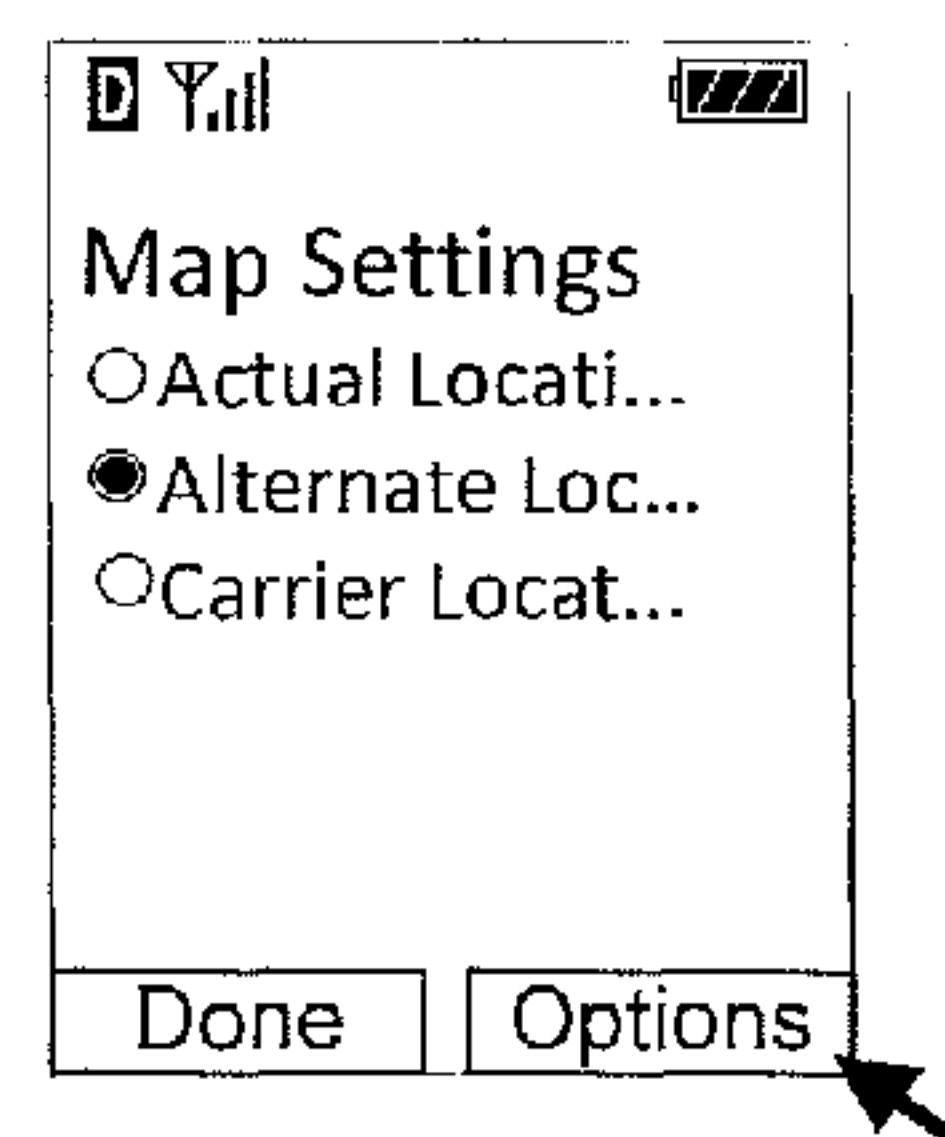 D
Map Settings
Actual Locati...
Alternate Loc...
Carrier Locat...
Done
Options